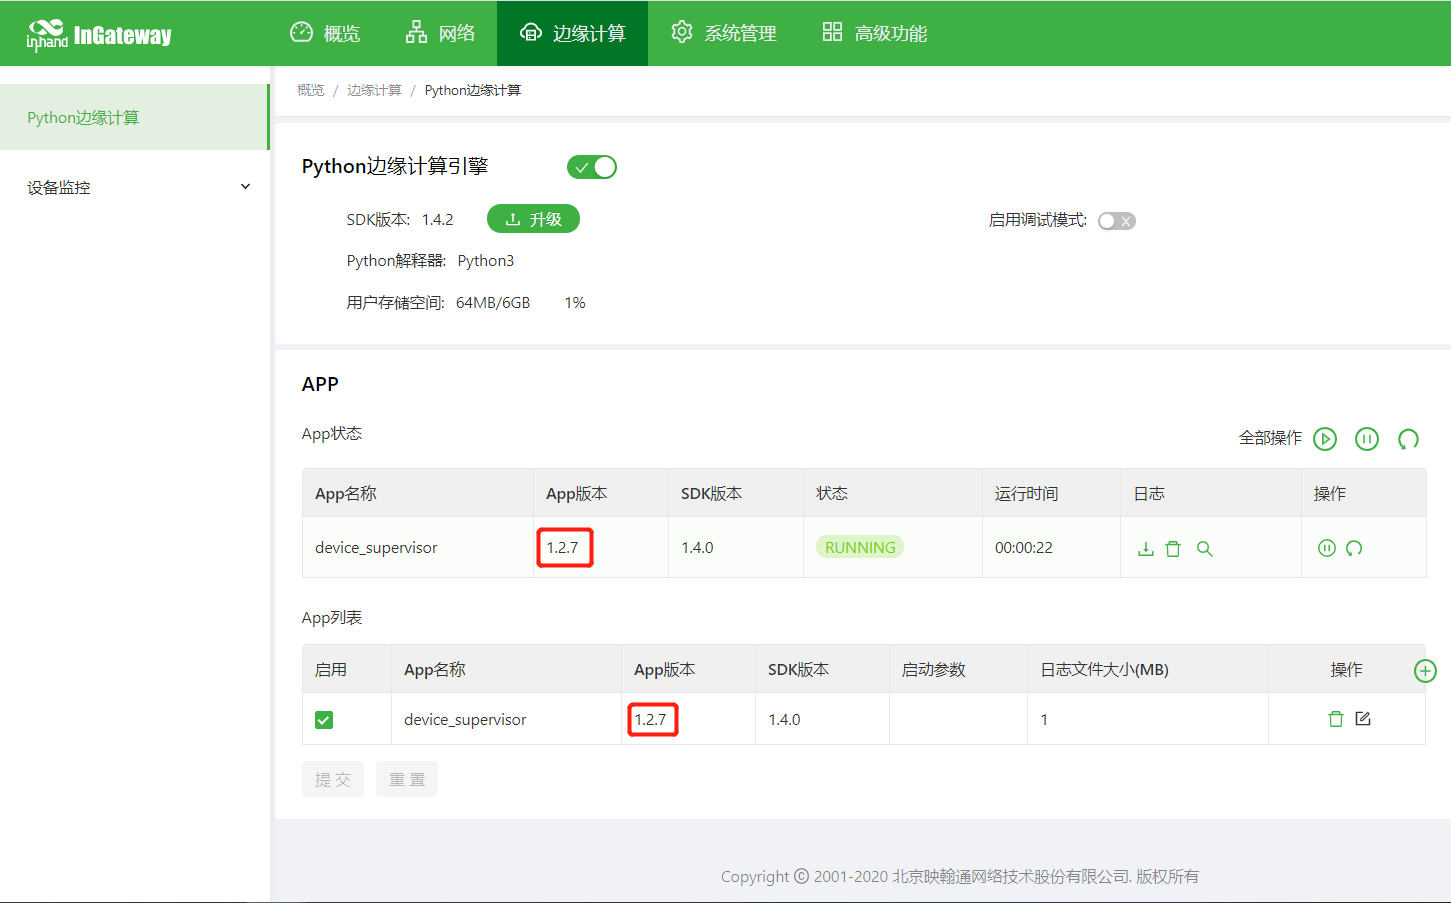 inhand InGateway 概览 网络 边缘计算 系统管理 高级功能
Python边缘计算
设备监控
概览 / 边缘计算 / Python边缘计算
Python边缘计算引擎
SDK版本: 1.4.2 升级 启用调试模式:
Python解释器: Python3
用户存储空间: 64MB/6GB 1%
APP
App状态 全部操作
App名称 App版本 SDK版本 状态 运行时间 日志 操作
device_supervisor 1.2.7 1.4.0 RUNNING 00:00:22
App列表
启用 App名称 App版本 SDK版本 启动参数 日志文件大小(MB) 操作
device_supervisor 1.2.7 1.4.0 1
提 交 重 置
Copyright © 2001-2020 北京映翰通网络技术股份有限公司. 版权所有